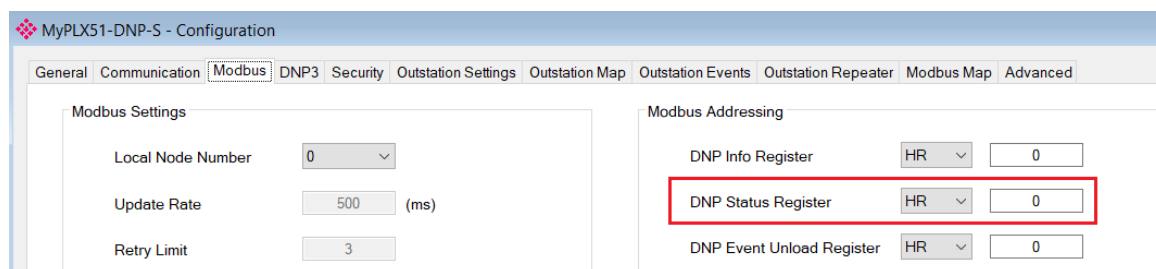 MyPLX51-DNP-S - Configuration
General Communication Modbus DNP3 Security Outstation Settings Outstation Map Outstation Events Outstation Repeater Modbus Map Advanced
Modbus Settings
Local Node Number 0
Update Rate 500 (ms)
Retry Limit 3
Modbus Addressing
DNP Info Register HR 0
DNP Status Register HR 0
DNP Event Unload Register HR 0